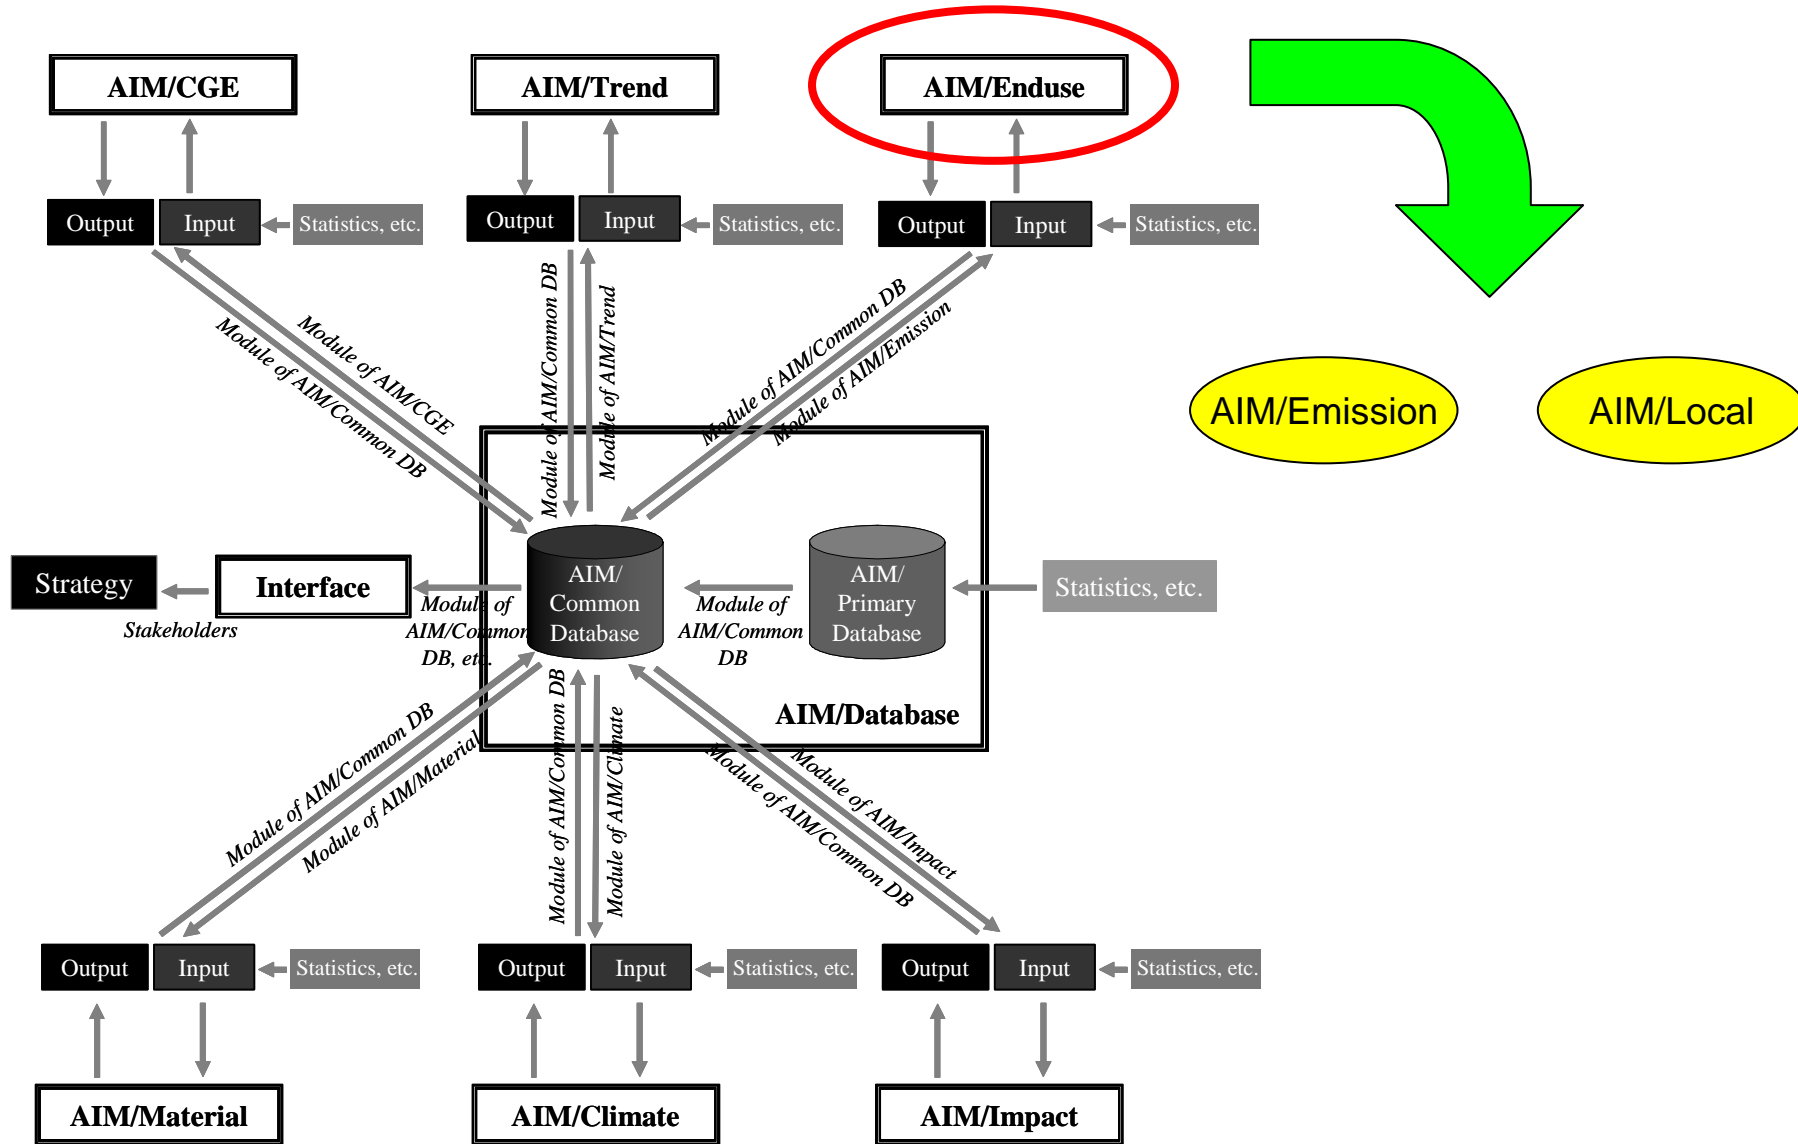 AIM/CGE
AIM/Trend
AIM/Enduse
Output
Input
Statistics, etc.
Output
Input
Statistics, etc.
Output
Input
Statistics, etc.
Module of AIM/CGE
Module of AIM/Common DB
Module of AIM/Common DB
Module of AIM/Trend
Module of AIM/Common DB
Module of AIM/Emission
AIM/Emission
AIM/Local
Strategy
Stakeholders
Interface
Module of
AIM/Common
DB, etc.
AIM/
Common
Database
Module of
AIM/Common
DB
AIM/
Primary
Database
Statistics, etc.
AIM/Database
Module of AIM/Common DB
Module of AIM/Material
Module of AIM/Common DB
Module of AIM/Climate
Module of AIM/Impact
Module of AIM/Common DB
Output
Input
Statistics, etc.
Output
Input
Statistics, etc.
Output
Input
Statistics, etc.
AIM/Material
AIM/Climate
AIM/Impact